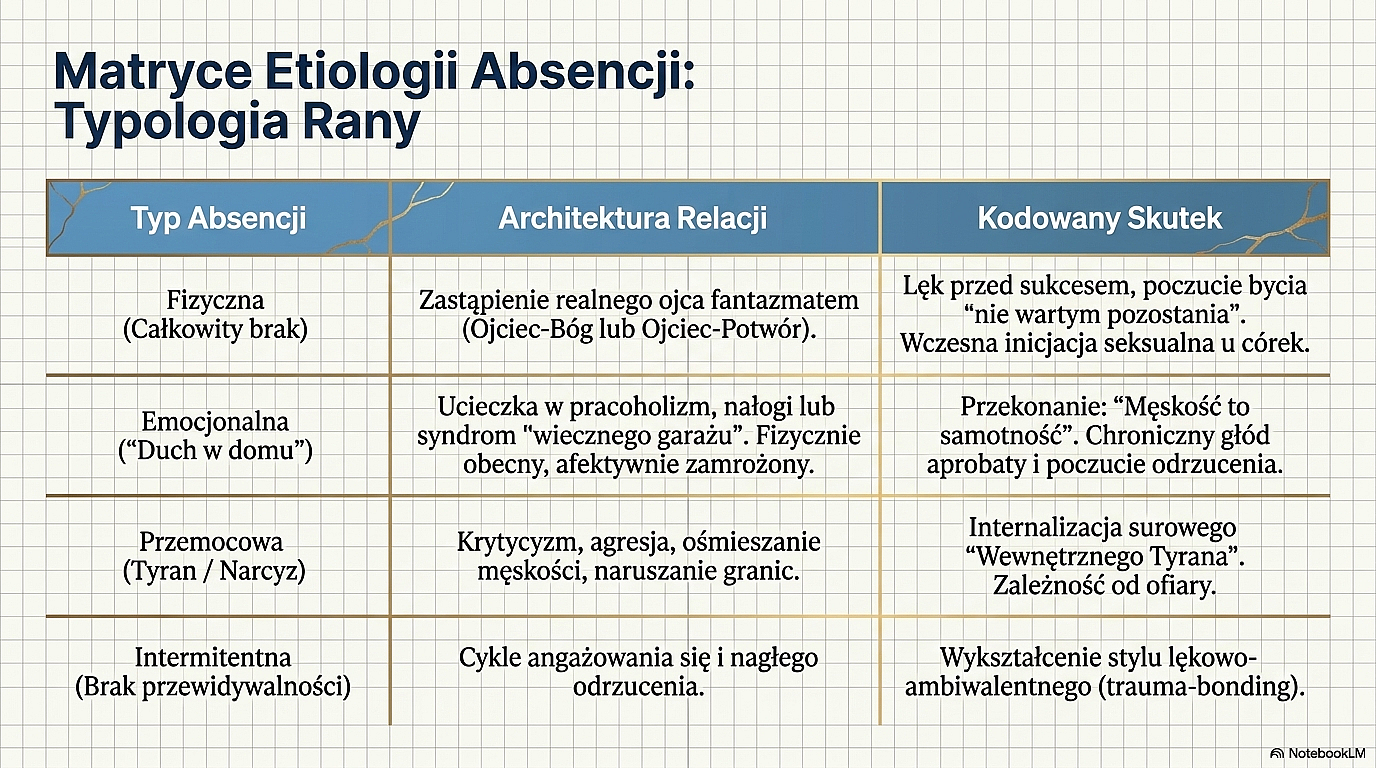 Matryce Etiologii Absencji:
Typologia Rany
Typ Absencji
Architektura Relacji
Kodowany Skutek
Fizyczna
(Całkowity brak)
Zastąpienie realnego ojca fantazmatem
(Ojciec-Bóg lub Ojciec-Potwór).
Lęk przed sukcesem, poczucie bycia
“nie wartym pozostania”.
Wczesna inicjacja seksualna u córek.
Emocjonalna
(“Duch w domu”)
Ucieczka w pracoholizm, nałogi lub
syndrom "wiecznego garażu”. Fizycznie
obecny, afektywnie zamrożony.
Przekonanie: “Męskość to
samotność”. Chroniczny głód
aprobaty i poczucie odrzucenia.
Przemocowa
(Tyran / Narcyz)
Krytycyzm, agresja, ośmieszanie
męskości, naruszanie granic.
Internalizacja surowego
“Wewnętrznego Tyrana”.
Zależność od ofiary.
Intermitentna
(Brak przewidywalności)
Cykle angażowania się i nagłego
odrzucenia.
Wykształcenie stylu lękowo-
ambiwalentnego (trauma-bonding).
NotebookLM